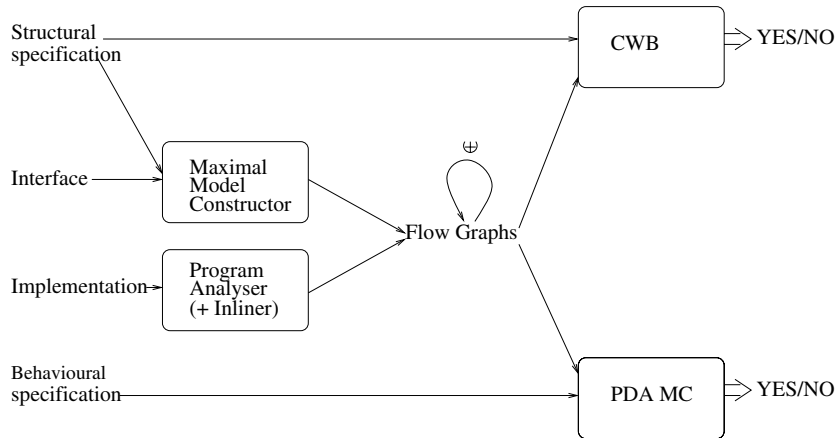 Structural
specification
CWB
YES/NO
Interface
Maximal
Model
Constructor
⊎
Flow Graphs
Implementation
Program
Analyser
(+ Inliner)
Behavioural
specification
PDA MC
YES/NO